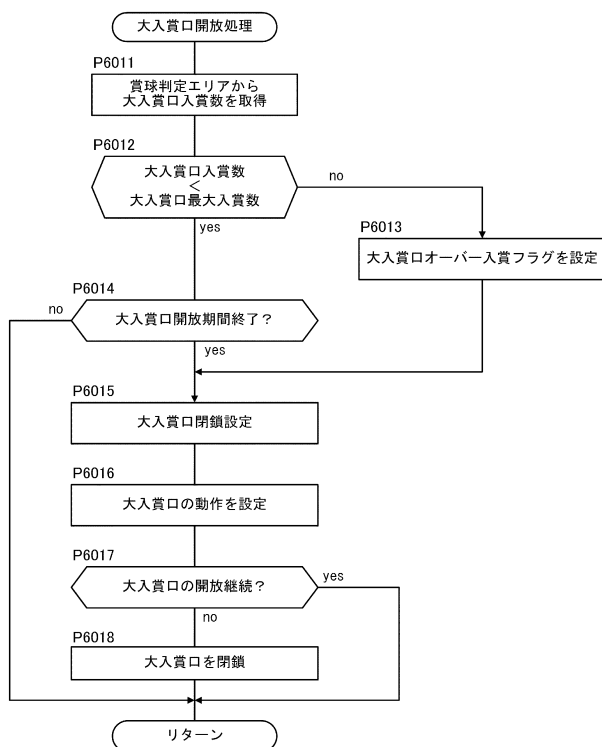 大入賞口開放処理
P6011
賞球判定エリアから
大入賞口入賞数を取得
P6012
大入賞口入賞数
<
大入賞口最大入賞数
no
yes
P6013
大入賞口オーバー入賞フラグを設定
P6014
no
大入賞口開放期間終了?
yes
P6015
大入賞口閉鎖設定
P6016
大入賞口の動作を設定
P6017
大入賞口の開放継続?
yes
no
P6018
大入賞口を閉鎖
リターン